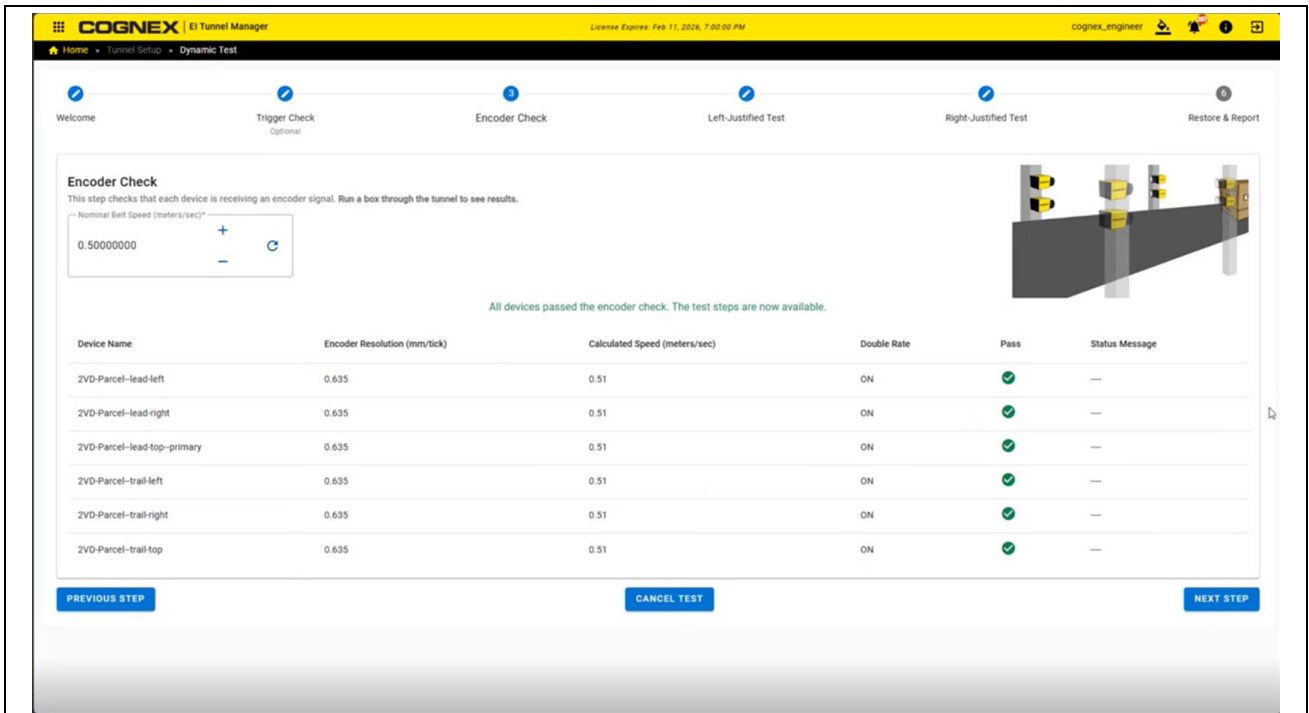 COGNEX | EI Tunnel Manager License Expires: Feb 11, 2026, 7:00:00 PM cognex_engineer
Home • Tunnel Setup • Dynamic Test
3 6
Welcome Trigger Check Encoder Check Left-Justified Test Right-Justified Test Restore & Report
Optional
Encoder Check
This step checks that each device is receiving an encoder signal. Run a box through the tunnel to see results.
Nominal Belt Speed (meters/sec)*
+
0.50000000
−
All devices passed the encoder check. The test steps are now available.
Device Name Encoder Resolution (mm/tick) Calculated Speed (meters/sec) Double Rate Pass Status Message
2VD-Parcel--lead-left 0.635 0.51 ON —
2VD-Parcel--lead-right 0.635 0.51 ON —
2VD-Parcel--lead-top--primary 0.635 0.51 ON —
2VD-Parcel--trail-left 0.635 0.51 ON —
2VD-Parcel--trail-right 0.635 0.51 ON —
2VD-Parcel--trail-top 0.635 0.51 ON —
PREVIOUS STEP CANCEL TEST NEXT STEP